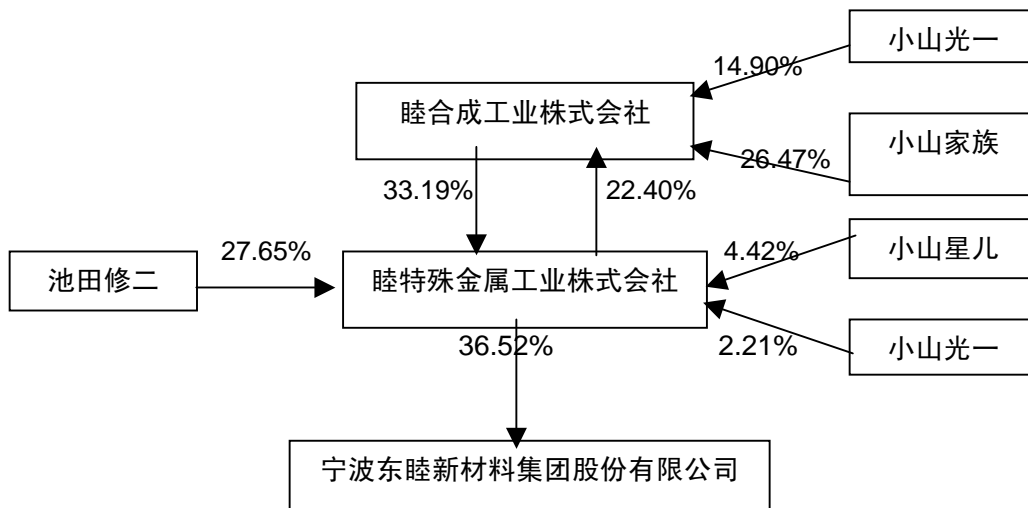 小山光一
14.90%
睦合成工业株式会社
小山家族
26.47%
33.19%
22.40%
小山星儿
4.42%
27.65%
池田修二
睦特殊金属工业株式会社
36.52%
2.21%
小山光一
宁波东睦新材料集团股份有限公司